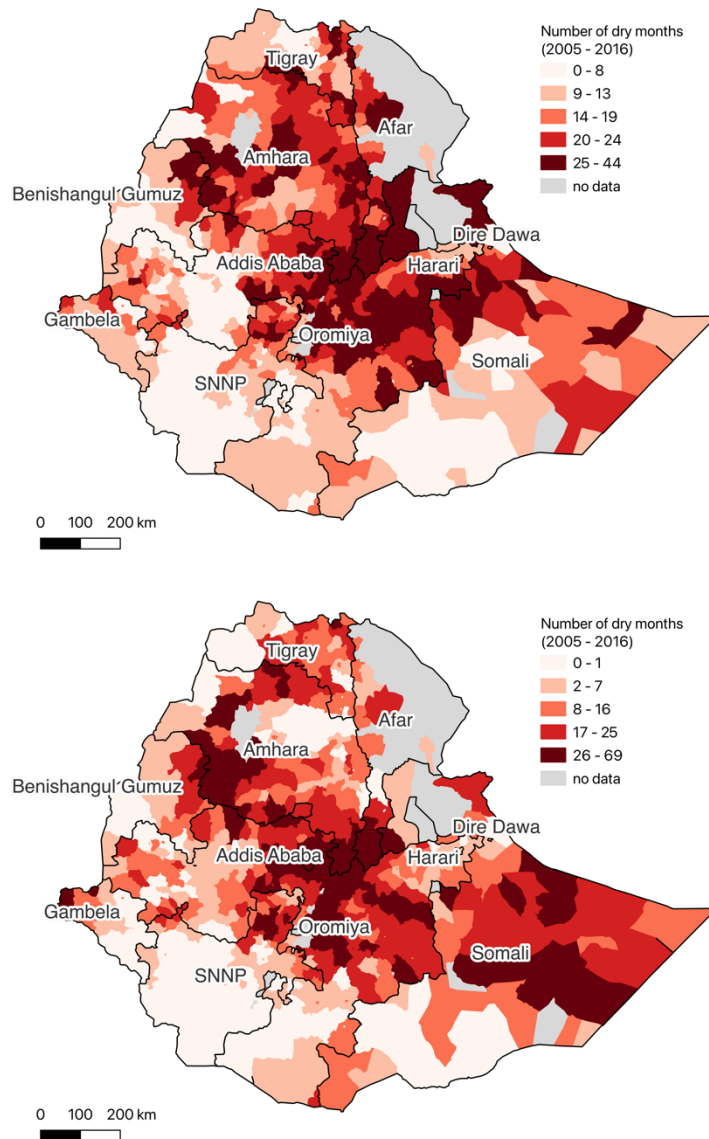 Number of dry months
(2005 - 2016)
0 - 8
9 - 13
14 - 19
20 - 24
25 - 44
no data
Tigray
Afar
Amhara
Benishangul Gumuz
Dire Dawa
Addis Ababa
Harari
Gambela
Oromiya
Somali
SNNP
0 100 200 km
Number of dry months
(2005 - 2016)
0 - 1
2 - 7
8 - 16
17 - 25
26 - 69
no data
Tigray
Afar
Amhara
Benishangul Gumuz
Dire Dawa
Addis Ababa
Harari
Gambela
Oromiya
Somali
SNNP
0 100 200 km